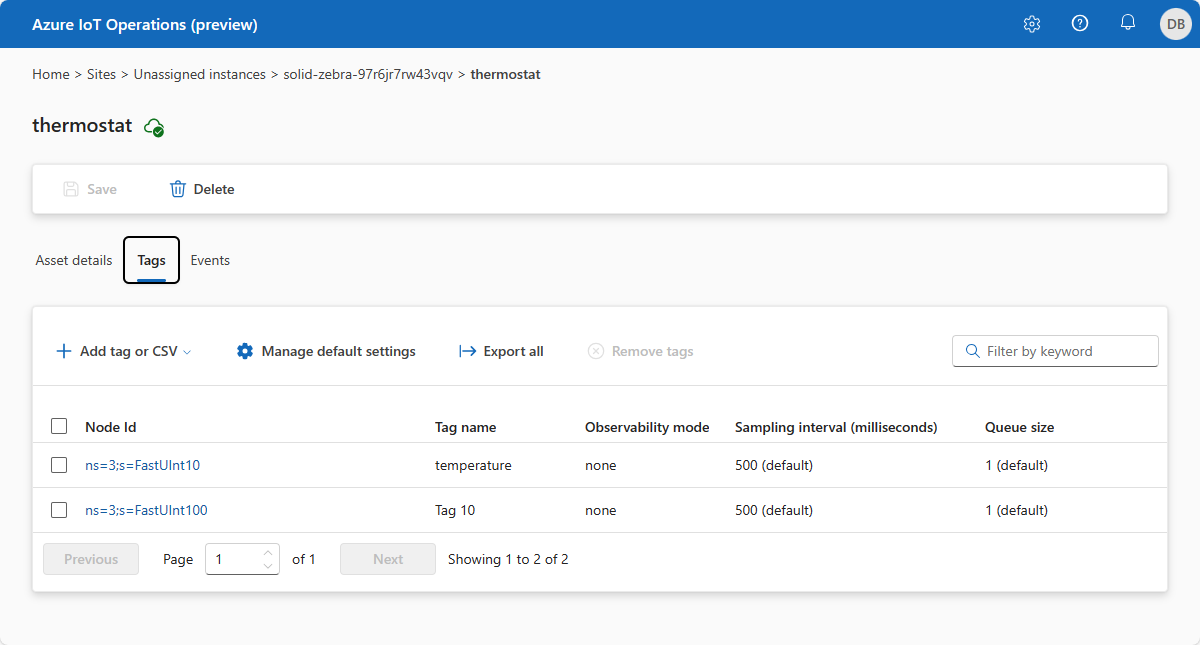 Azure IoT Operations (preview)
DB
Home > Sites > Unassigned instances > solid-zebra-97r6jr7rw43vqv > thermostat
thermostat
Save Delete
Asset details Tags Events
Add tag or CSV Manage default settings Export all Remove tags Filter by keyword
Node Id Tag name Observability mode Sampling interval (milliseconds) Queue size
ns=3;s=FastUInt10 temperature none 500 (default) 1 (default)
ns=3;s=FastUInt100 Tag 10 none 500 (default) 1 (default)
Previous Page 1 of 1 Next Showing 1 to 2 of 2